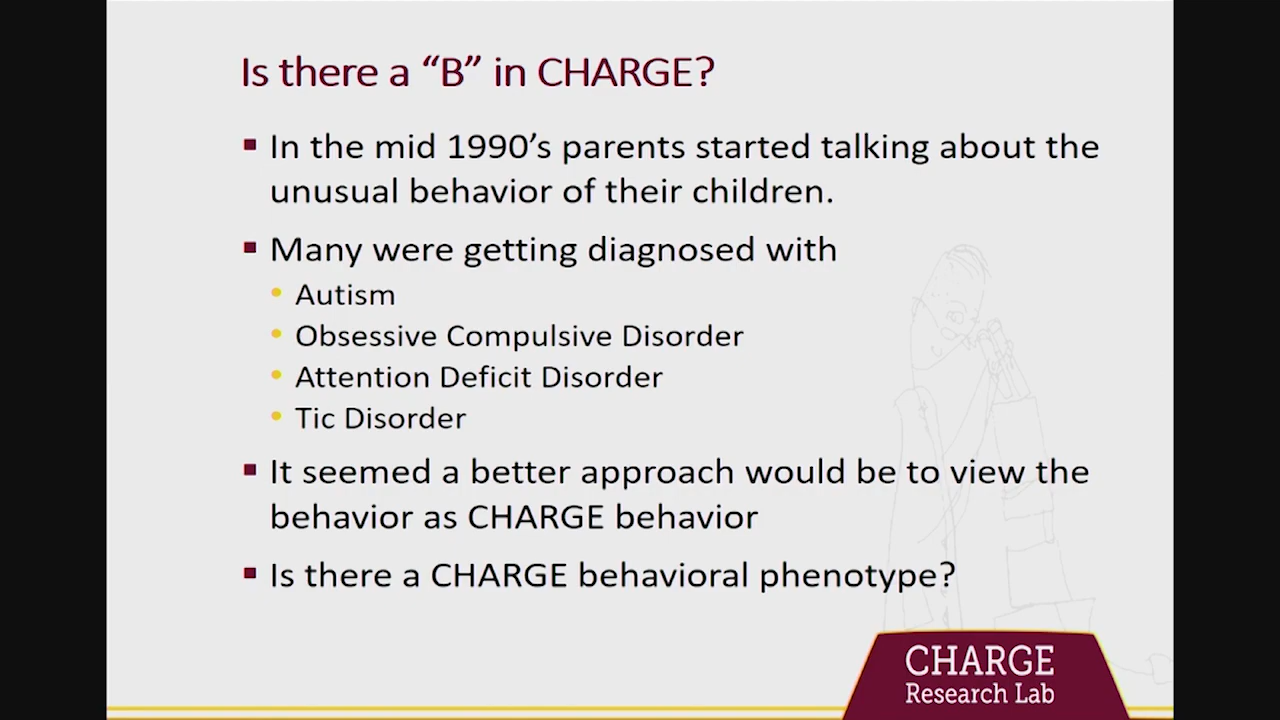 Is there a “B” in CHARGE?
In the mid 1990’s parents started talking about the
unusual behavior of their children.
Many were getting diagnosed with
Autism
Obsessive Compulsive Disorder
Attention Deficit Disorder
Tic Disorder
It seemed a better approach would be to view the
behavior as CHARGE behavior
Is there a CHARGE behavioral phenotype?
CHARGE
Research Lab